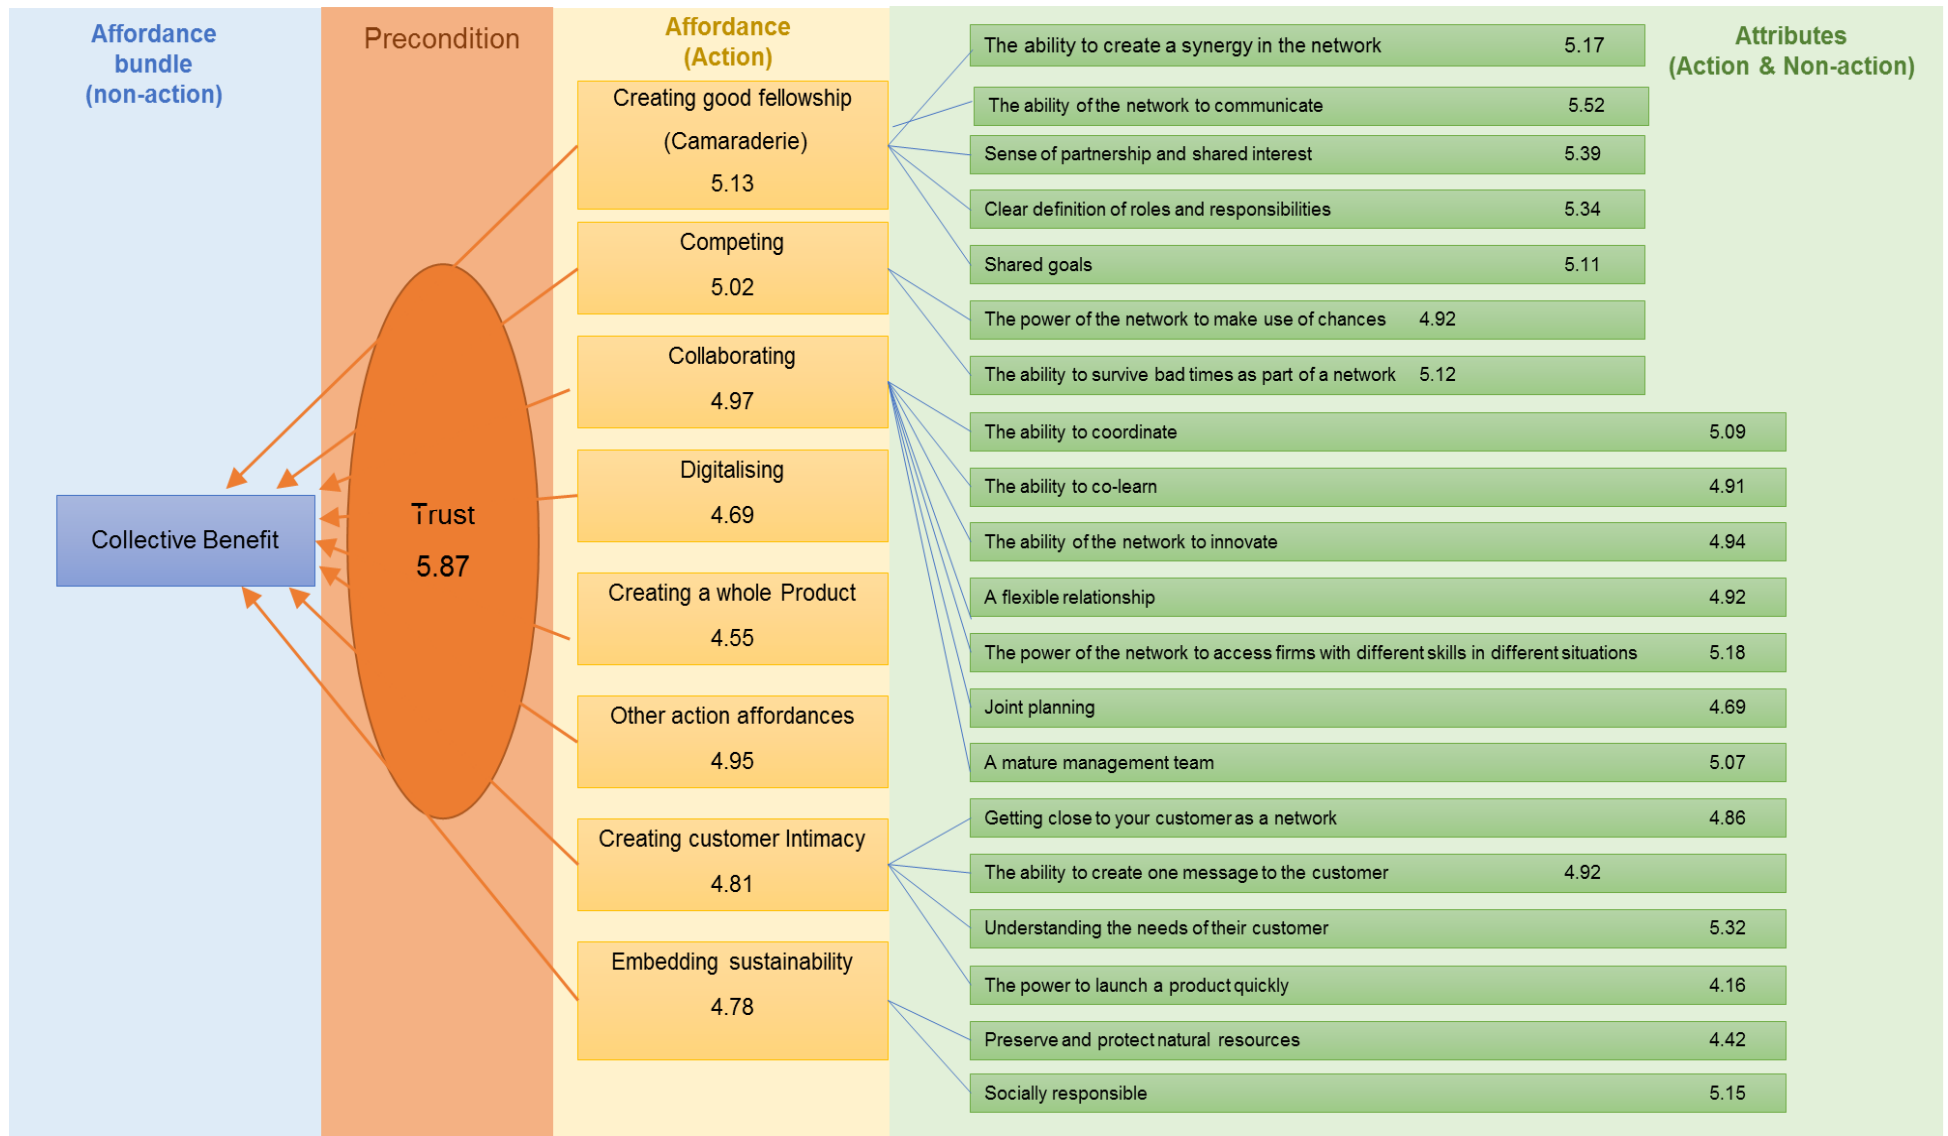 Affordance
bundle
(non-action)
Precondition
Affordance
(Action)
Attributes
(Action & Non-action)
Collective Benefit
Trust
5.87
Creating good fellowship
(Camaraderie)
5.13
Competing
5.02
Collaborating
4.97
Digitalising
4.69
Creating a whole Product
4.55
Other action affordances
4.95
Creating customer Intimacy
4.81
Embedding sustainability
4.78
The ability to create a synergy in the network 5.17
The ability of the network to communicate 5.52
Sense of partnership and shared interest 5.39
Clear definition of roles and responsibilities 5.34
Shared goals 5.11
The power of the network to make use of chances 4.92
The ability to survive bad times as part of a network 5.12
The ability to coordinate 5.09
The ability to co-learn 4.91
The ability of the network to innovate 4.94
A flexible relationship 4.92
The power of the network to access firms with different skills in different situations 5.18
Joint planning 4.69
A mature management team 5.07
Getting close to your customer as a network 4.86
The ability to create one message to the customer 4.92
Understanding the needs of their customer 5.32
The power to launch a product quickly 4.16
Preserve and protect natural resources 4.42
Socially responsible 5.15